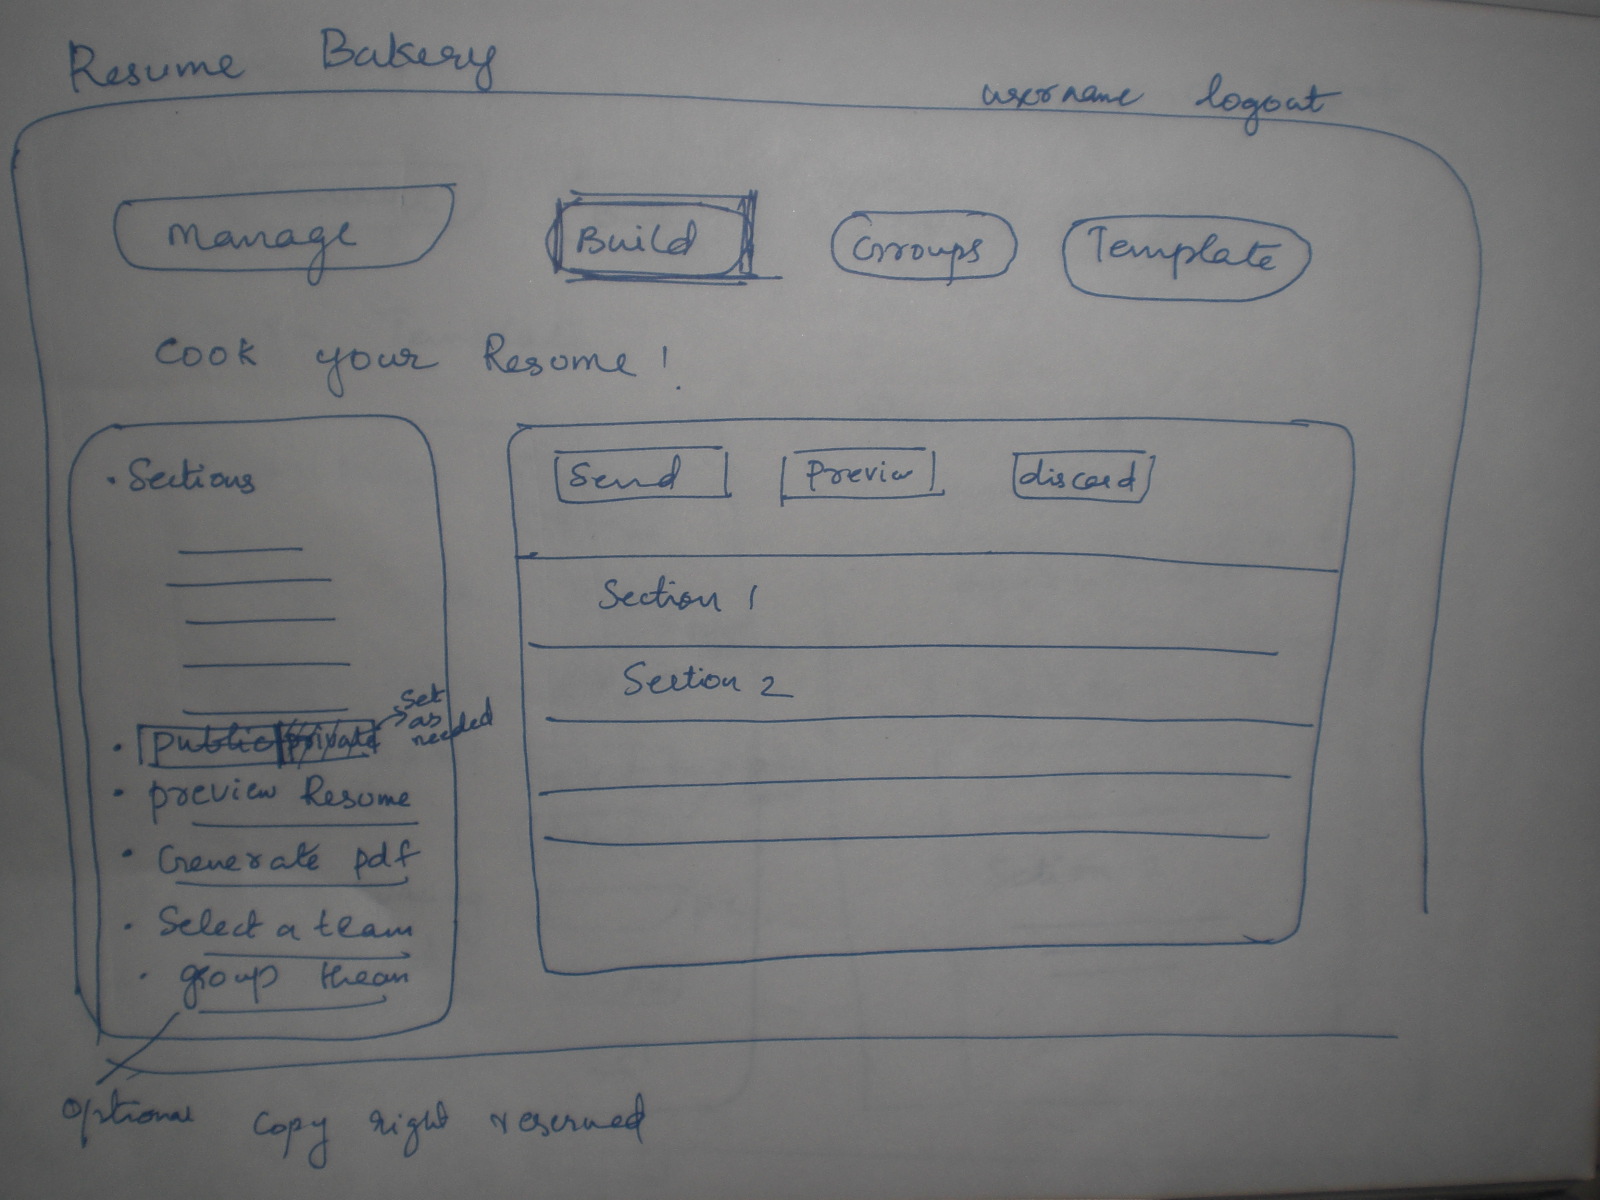 Resume Bakery
username logout
Manage Build Groups Template
Cook your Resume !
· Sections
Send Preview discard
Section 1
Section 2
· public private
set as needed
· preview Resume
· Generate pdf
· Select a team
· group
optional
copy right reserved